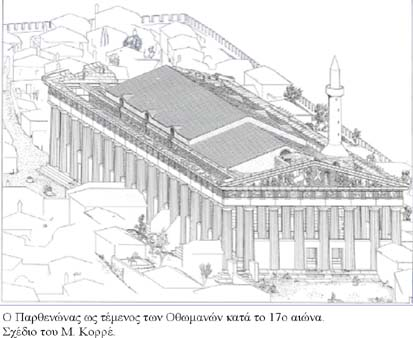 Ο Παρθενώνας ως τέμενος των Οθωμανών κατά το 17ο αιώνα.
Σχέδιο του Μ. Κορρέ.